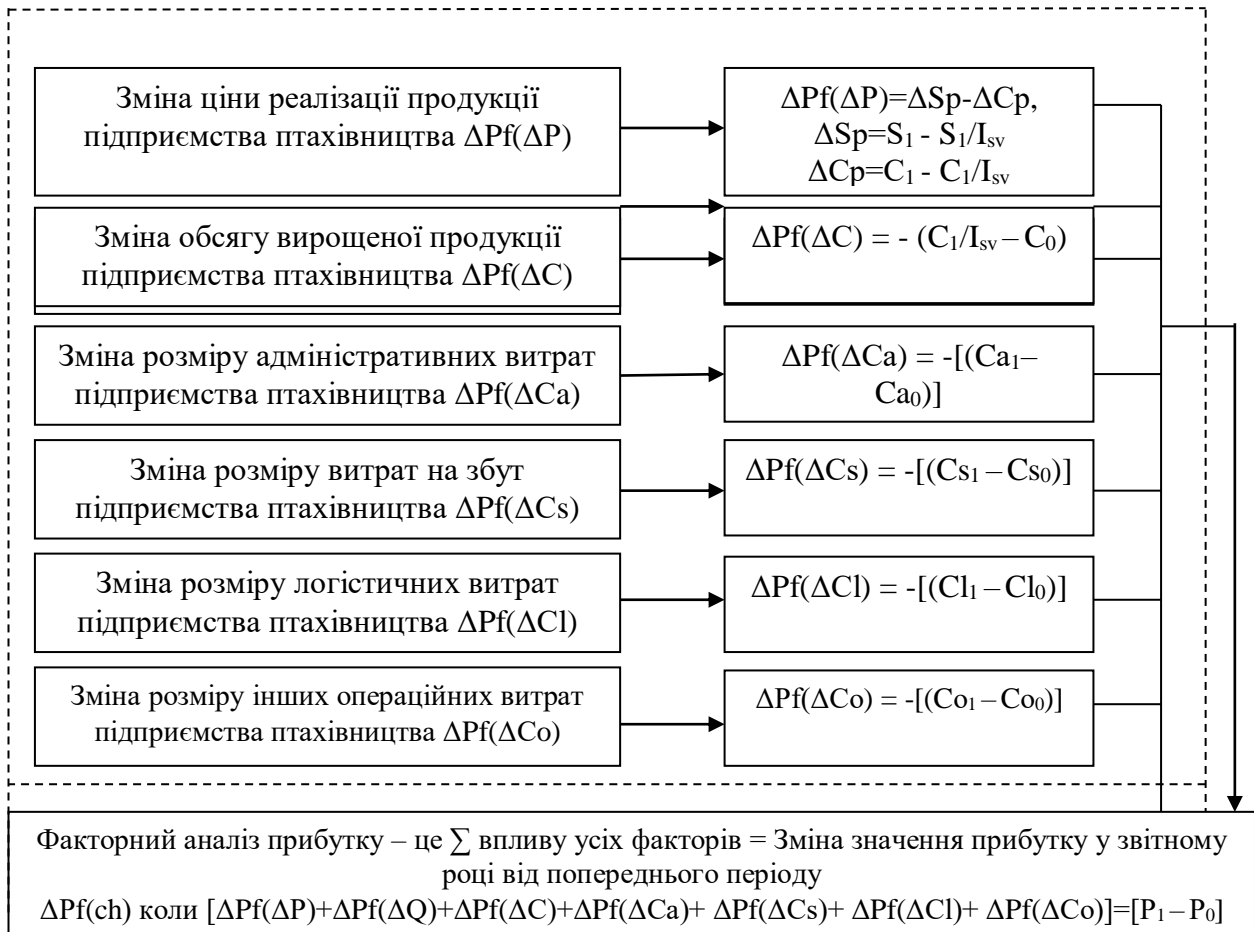 Зміна ціни реалізації продукції
підприємства птахівництва ΔPf(ΔP)
ΔPf(ΔP)=ΔSp-ΔCp,
ΔSp=S₁ - S₁/Iₛᵥ
ΔCp=C₁ - C₁/Iₛᵥ
Зміна обсягу вирощеної продукції
підприємства птахівництва ΔPf(ΔC)
ΔPf(ΔC) = - (C₁/Iₛᵥ – C₀)
Зміна розміру адміністративних витрат
підприємства птахівництва ΔPf(ΔCa)
ΔPf(ΔCa) = -[(Ca₁–
Ca₀)]
Зміна розміру витрат на збут
підприємства птахівництва ΔPf(ΔCs)
ΔPf(ΔCs) = -[(Cs₁ – Cs₀)]
Зміна розміру логістичних витрат
підприємства птахівництва ΔPf(ΔCl)
ΔPf(ΔCl) = -[(Cl₁ – Cl₀)]
Зміна розміру інших операційних витрат
підприємства птахівництва ΔPf(ΔCo)
ΔPf(ΔCo) = -[(Co₁ – Co₀)]
Факторний аналіз прибутку – це ∑ впливу усіх факторів = Зміна значення прибутку у звітному
році від попереднього періоду
ΔPf(ch) коли [ΔPf(ΔP)+ΔPf(ΔQ)+ΔPf(ΔC)+ΔPf(ΔCa)+ ΔPf(ΔCs)+ ΔPf(ΔCl)+ ΔPf(ΔCo)]=[P₁ – P₀]